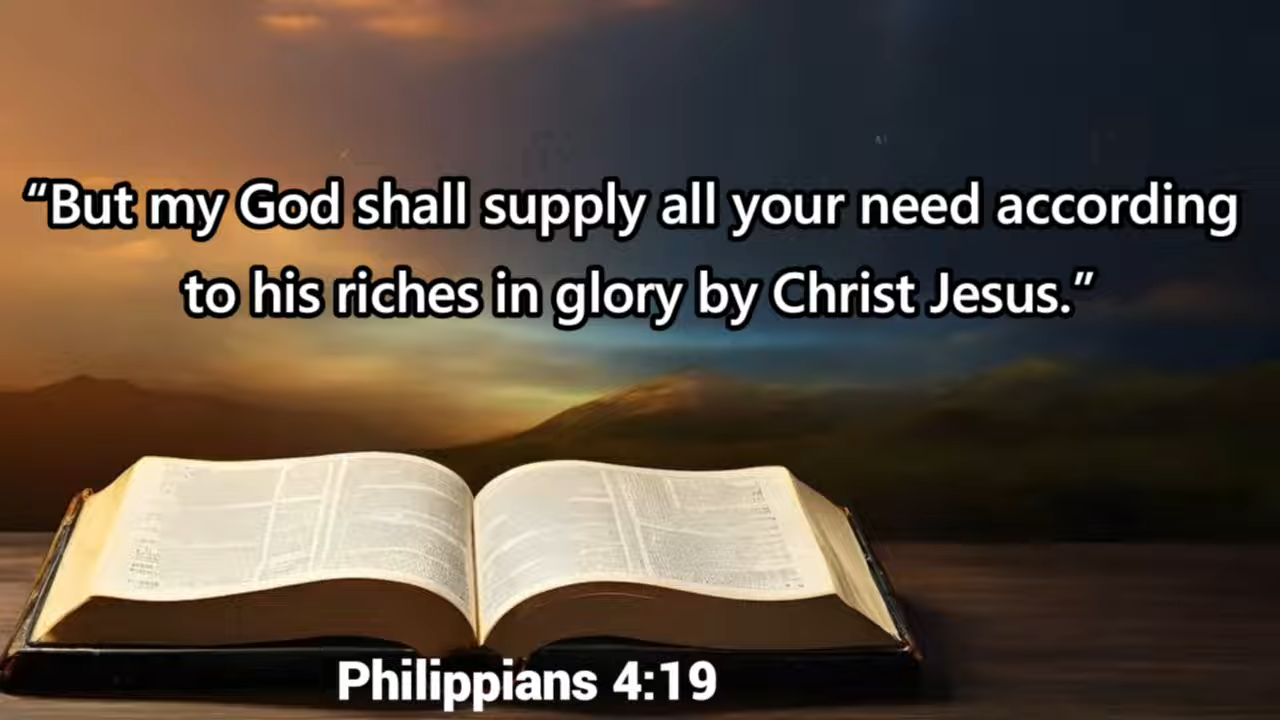 “But my God shall supply all your need according
to his riches in glory by Christ Jesus.”
Philippians 4:19